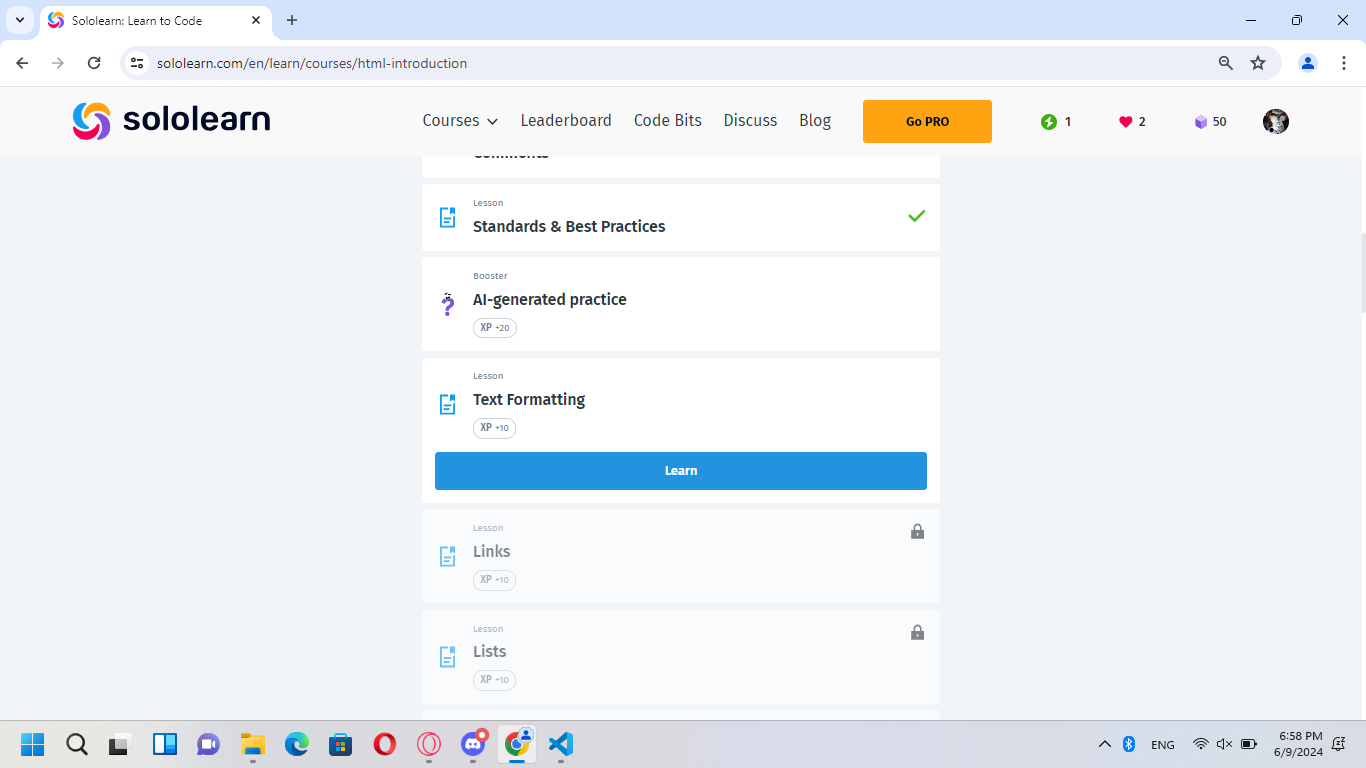 Sololearn: Learn to Code
sololearn.com/en/learn/courses/html-introduction
sololearn
Courses
Leaderboard
Code Bits
Discuss
Blog
Go PRO
1
2
50
Comments
Lesson
Standards & Best Practices
Booster
AI-generated practice
XP +20
Lesson
Text Formatting
XP +10
Learn
Lesson
Links
XP +10
Lesson
Lists
XP +10
ENG
6:58 PM
6/9/2024